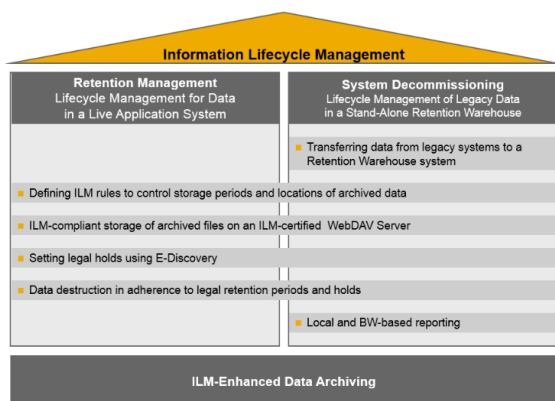 Information Lifecycle Management
Retention Management
Lifecycle Management for Data
in a Live Application System
System Decommissioning
Lifecycle Management of Legacy Data
in a Stand-Alone Retention Warehouse
Transferring data from legacy systems to a
Retention Warehouse system
Defining ILM rules to control storage periods and locations of archived data
ILM-compliant storage of archived files on an ILM-certified WebDAV Server
Setting legal holds using E-Discovery
Data destruction in adherence to legal retention periods and holds
Local and BW-based reporting
ILM-Enhanced Data Archiving